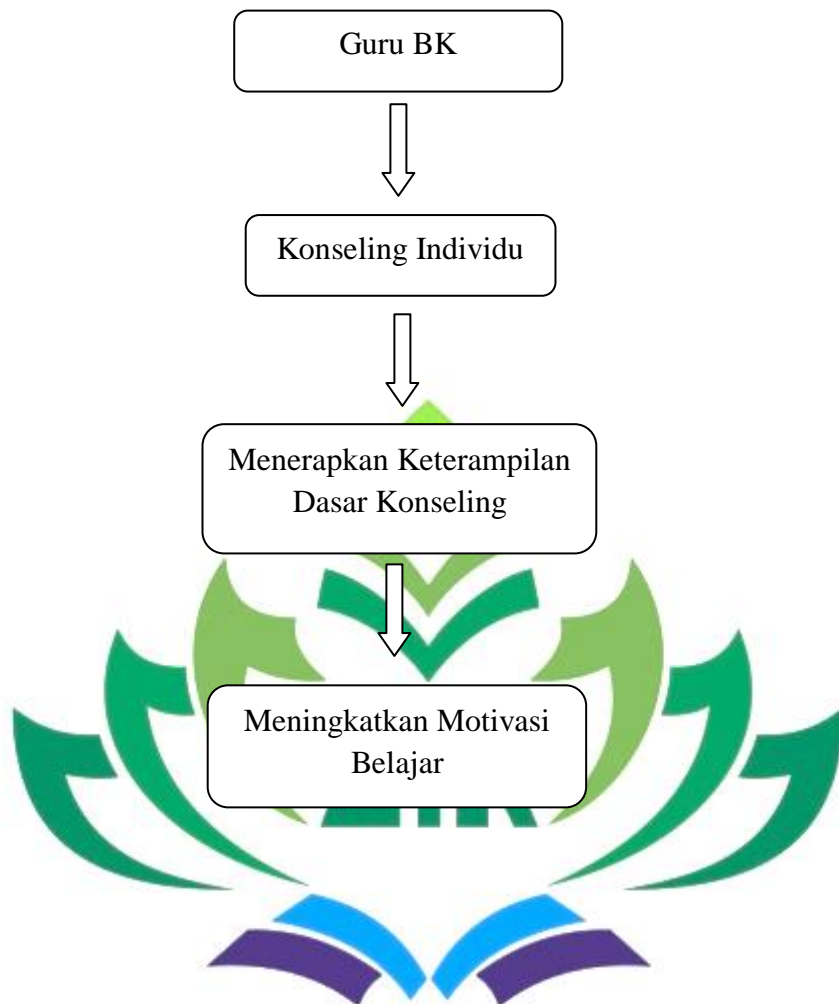 Guru BK
Konseling Individu
Menerapkan Keterampilan
Dasar Konseling
Meningkatkan Motivasi
Belajar